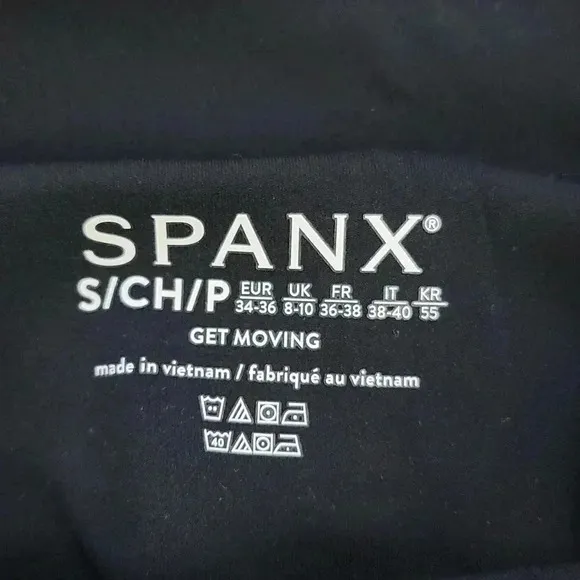 SPANX®
S/CH/P EUR 34-36 UK 8-10 FR 36-38 IT 38-40 KR 55
GET MOVING
made in vietnam / fabriqué au vietnam
40